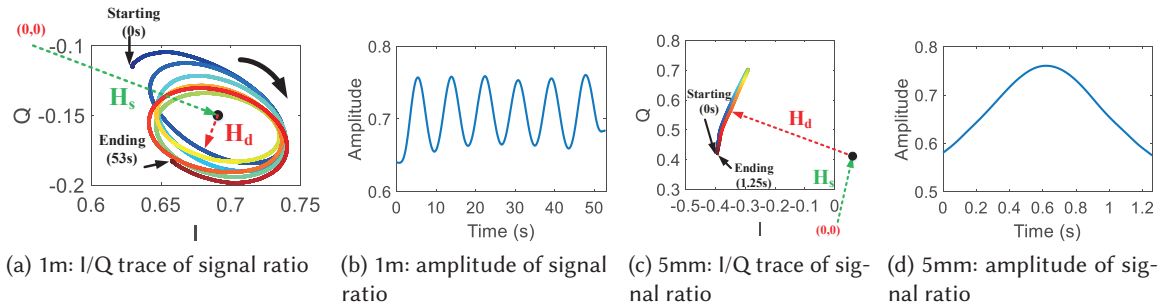 (0,0)
Starting
(0s)
-0.1
-0.15
-0.2
Q
H_s
H_d
Ending
(53s)
0.6
0.65
0.7
0.75
I
(a) 1m: I/Q trace of signal ratio
0.8
0.7
0.6
Amplitude
0
10
20
30
40
50
Time (s)
(b) 1m: amplitude of signal
ratio
0.8
0.7
0.6
0.5
0.4
0.3
Q
Starting
(0s)
H_d
Ending
(1.25s)
H_s
-0.5
-0.4
-0.3
-0.2
-0.1
0
I
(0,0)
(c) 5mm: I/Q trace of sig-
nal ratio
0.8
0.7
0.6
0.5
Amplitude
0
0.2
0.4
0.6
0.8
1
1.2
Time (s)
(d) 5mm: amplitude of sig-
nal ratio